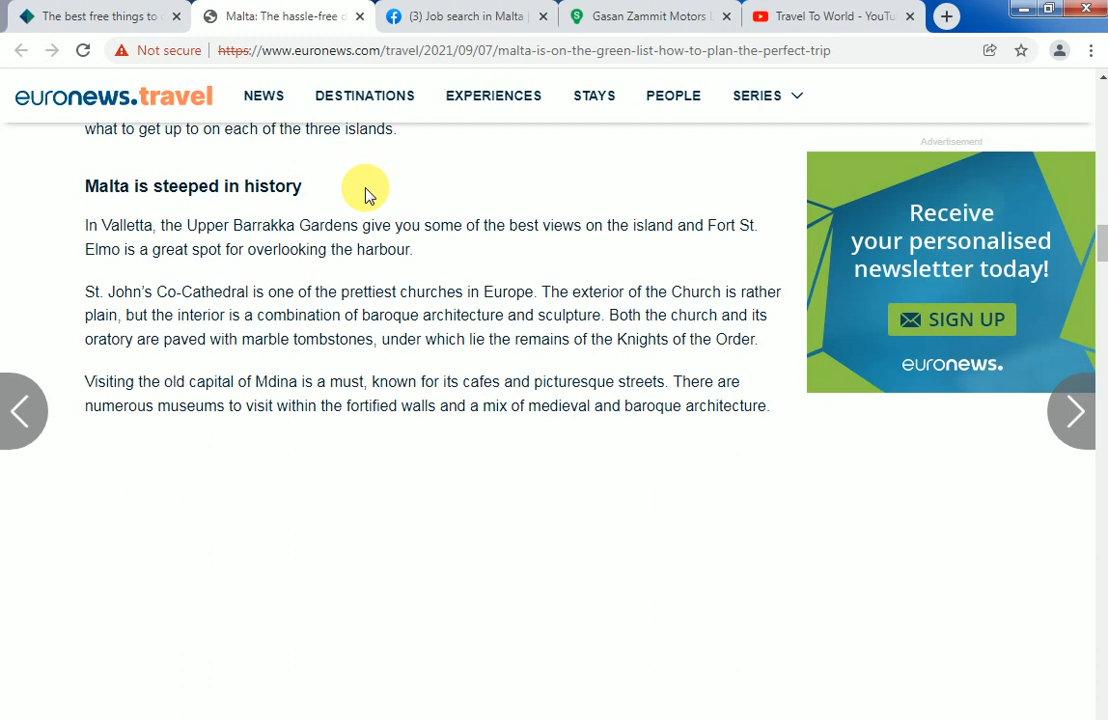 The best free things to
Malta: The hassle-free d
(3) Job search in Malta
Gasan Zammit Motors L
Travel To World - YouTu
Not secure
https://www.euronews.com/travel/2021/09/07/malta-is-on-the-green-list-how-to-plan-the-perfect-trip
euronews.travel
NEWS
DESTINATIONS
EXPERIENCES
STAYS
PEOPLE
SERIES
what to get up to on each of the three islands.
Malta is steeped in history
In Valletta, the Upper Barrakka Gardens give you some of the best views on the island and Fort St.
Elmo is a great spot for overlooking the harbour.
St. John’s Co-Cathedral is one of the prettiest churches in Europe. The exterior of the Church is rather
plain, but the interior is a combination of baroque architecture and sculpture. Both the church and its
oratory are paved with marble tombstones, under which lie the remains of the Knights of the Order.
Visiting the old capital of Mdina is a must, known for its cafes and picturesque streets. There are
numerous museums to visit within the fortified walls and a mix of medieval and baroque architecture.
Advertisement
Receive
your personalised
newsletter today!
SIGN UP
euronews.